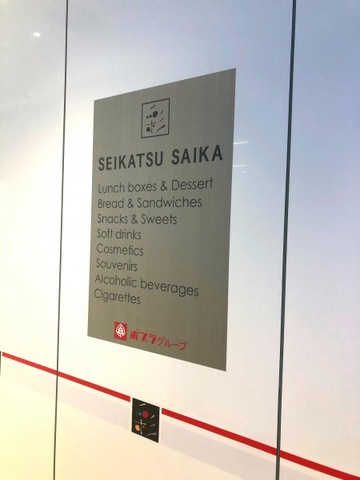 SEIKATSU SAIKA
Lunch boxes & Dessert
Bread & Sandwiches
Snacks & Sweets
Soft drinks
Cosmetics
Souvenirs
Alcoholic beverages
Cigarettes
ポプラグループ